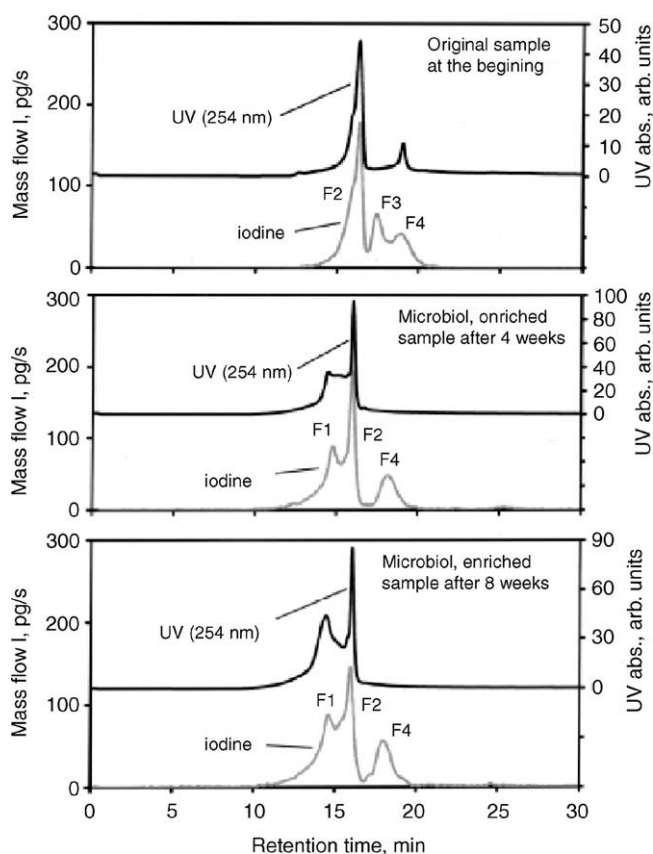 300
200
100
0
Mass flow I, pg/s
UV (254 nm)
iodine
F2
F3
F4
Original sample
at the begining
50
40
30
20
10
0
UV abs., arb. units
300
200
100
0
Mass flow I, pg/s
UV (254 nm)
iodine
F1
F2
F4
Microbiol, onriched
sample after 4 weeks
100
80
60
40
20
0
UV abs., arb. units
300
200
100
0
Mass flow I, pg/s
UV (254 nm)
iodine
F1
F2
F4
Microbiol, enriched
sample after 8 weeks
90
60
30
0
UV abs., arb. units
0 5 10 15 20 25 30
Retention time, min